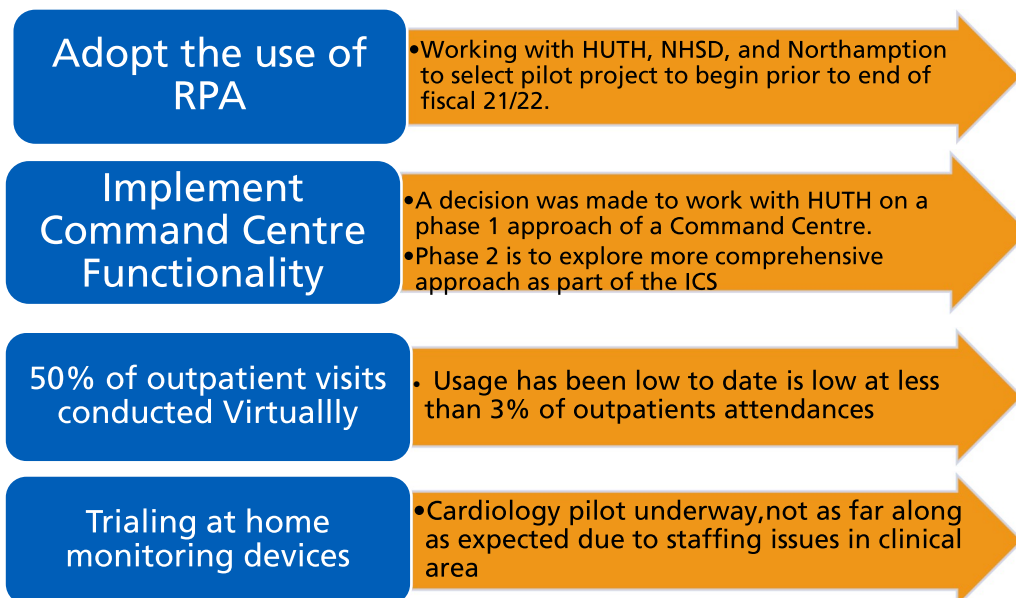 Adopt the use of
RPA
•Working with HUTH, NHSD, and Northamption
to select pilot project to begin prior to end of
fiscal 21/22.
Implement
Command Centre
Functionality
•A decision was made to work with HUTH on a
phase 1 approach of a Command Centre.
•Phase 2 is to explore more comprehensive
approach as part of the ICS
50% of outpatient visits
conducted Virtuallly
• Usage has been low to date is low at less
than 3% of outpatients attendances
Trialing at home
monitoring devices
•Cardiology pilot underway,not as far along
as expected due to staffing issues in clinical
area